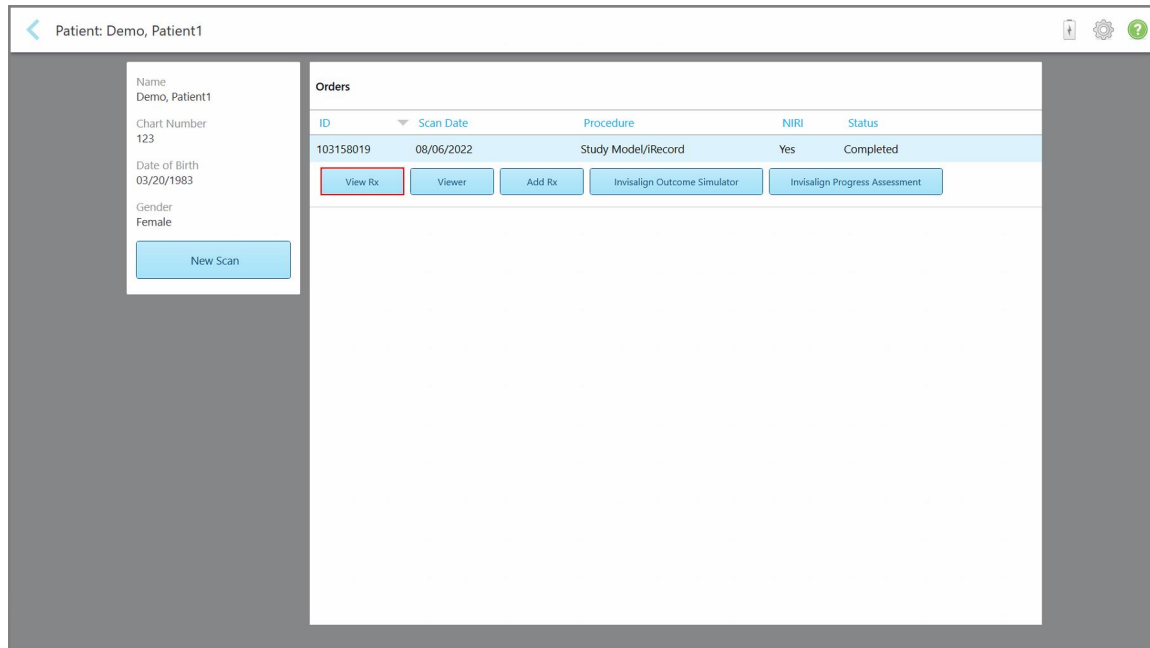 Patient: Demo, Patient1
Name
Demo, Patient1
Chart Number
123
Date of Birth
03/20/1983
Gender
Female
New Scan
Orders
ID Scan Date Procedure NIRI Status
103158019 08/06/2022 Study Model/iRecord Yes Completed
View Rx Viewer Add Rx Invisalign Outcome Simulator Invisalign Progress Assessment